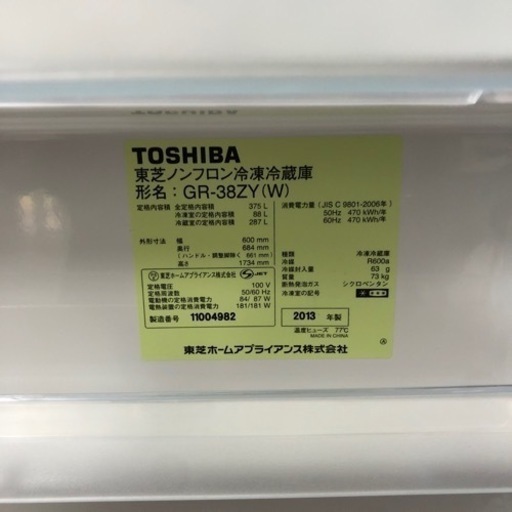 TOSHIBA
東芝ノンフロン冷凍冷蔵庫
形名：GR-38ZY(W)
定格内容積 全定格内容積 375 L
冷凍室の定格内容積 88 L
冷蔵室の定格内容積 287 L
外形寸法 幅 600 mm
奥行 684 mm
(ハンドル・調整脚除く 661 mm)
高さ 1734 mm
東芝ホームアプライアンス株式会社 JET
定格電圧 100 V
定格周波数 50/60 Hz
電動機の定格消費電力 84/ 87 W
電熱装置の定格消費電力 181/181 W
製造番号 11004982
消費電力量 (JIS C 9801-2006年)
50Hz 470 kWh/年
60Hz 470 kWh/年
種類 冷凍冷蔵庫
冷媒 R600a
冷媒封入量 63 g
質量 73 kg
断熱発泡ガス シクロペンタン
冷凍室の記号
2013 年製
温度ヒューズ 77℃
MADE IN CHINA
A
東芝ホームアプライアンス株式会社